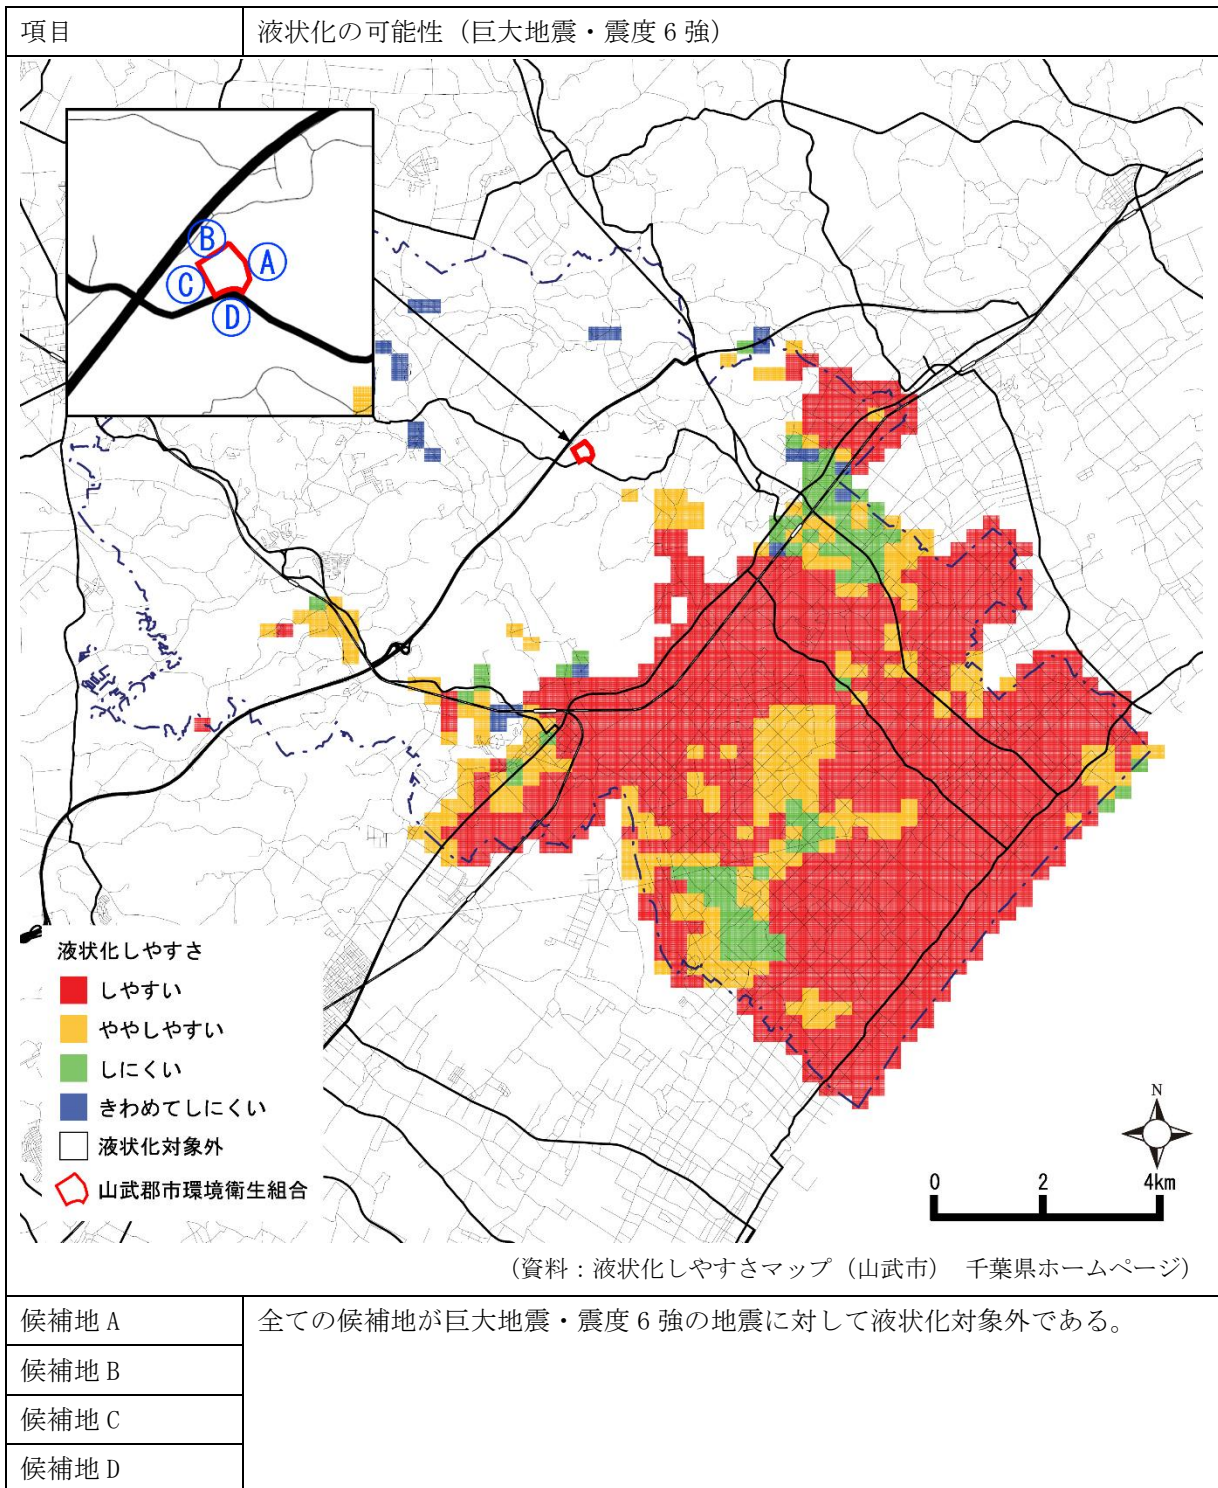 項目
液状化の可能性（巨大地震・震度６強）
B
A
C
D
液状化しやすさ
しやすい
ややしやすい
しにくい
きわめてしにくい
液状化対象外
山武郡市環境衛生組合
N
0 2 4km
（資料：液状化しやすさマップ（山武市）　千葉県ホームページ）
候補地 A
全ての候補地が巨大地震・震度６強の地震に対して液状化対象外である。
候補地 B
候補地 C
候補地 D